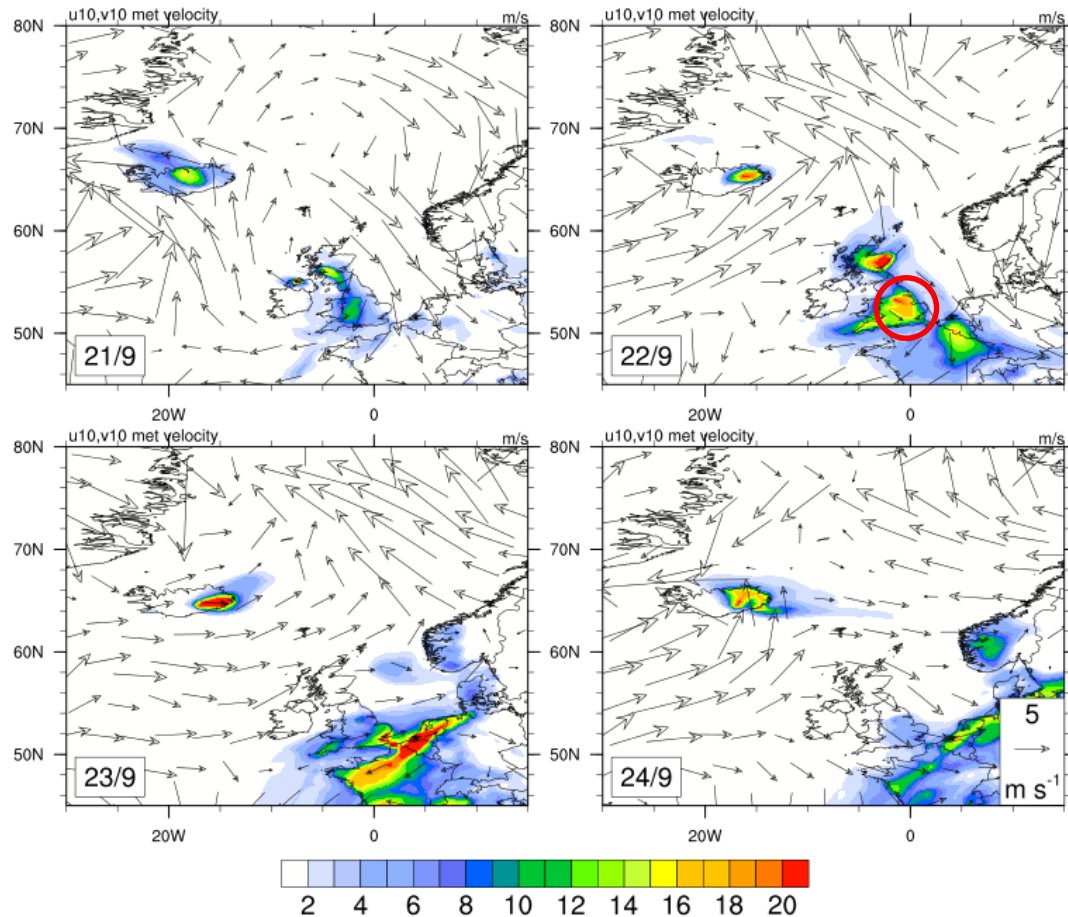 u10,v10 met velocity m/s u10,v10 met velocity m/s
80N 80N
70N 70N
60N 60N
50N 50N
21/9 22/9
20W 0 20W 0
u10,v10 met velocity m/s u10,v10 met velocity m/s
80N 80N
70N 70N
60N 60N
50N 50N
5
m s-1
23/9 24/9
20W 0 20W 0
2 4 6 8 10 12 14 16 18 20